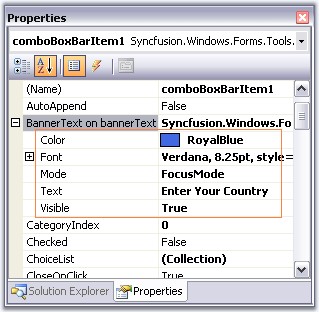 Properties
comboBoxBarItem1 Syncfusion.Windows.Forms.Tools.
(Name) comboBoxBarItem1
AutoAppend False
BannerText on bannerText Syncfusion.Windows.Fo
Color RoyalBlue
Font Verdana, 8.25pt, style=
Mode FocusMode
Text Enter Your Country
Visible True
CategoryIndex 0
Checked False
ChoiceList (Collection)
CloseOnClick True
Solution Explorer Properties